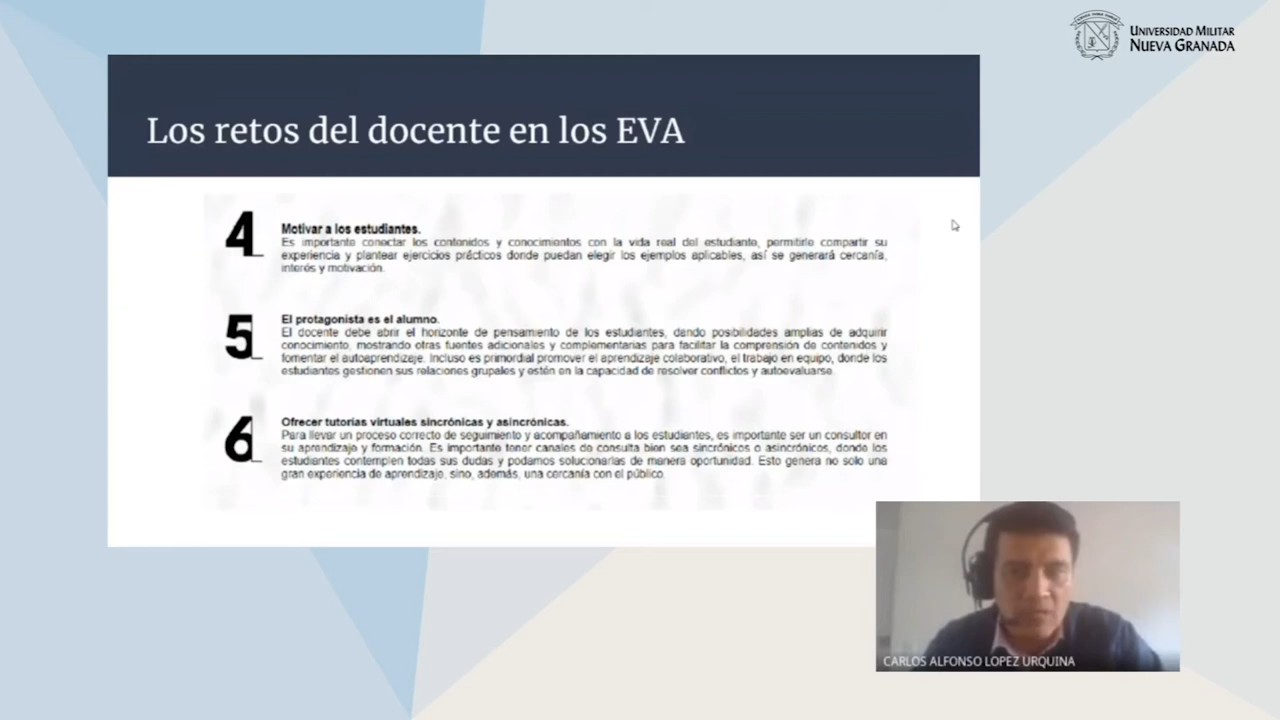 UNIVERSIDAD MILITAR
NUEVA GRANADA
Los retos del docente en los EVA
4
Motivar a los estudiantes.
Es importante conectar los contenidos y conocimientos con la vida real del estudiante, permitirle compartir su
experiencia y plantear ejercicios prácticos donde puedan elegir los ejemplos aplicables, así se generará cercanía,
interés y motivación.
5
El protagonista es el alumno.
El docente debe abrir el horizonte de pensamiento de los estudiantes, dando posibilidades amplias de adquirir
conocimiento, mostrando otras fuentes adicionales y complementarias para facilitar la comprensión de contenidos y
fomentar el autoaprendizaje. Incluso es primordial promover el aprendizaje colaborativo, el trabajo en equipo, donde los
estudiantes gestionen sus relaciones grupales y estén en la capacidad de resolver conflictos y autoevaluarse.
6
Ofrecer tutorías virtuales sincrónicas y asincrónicas.
Para llevar un proceso correcto de seguimiento y acompañamiento a los estudiantes, es importante ser un consultor en
su aprendizaje y formación. Es importante tener canales de consulta bien sea sincrónicos o asincrónicos, donde los
estudiantes contemplen todas sus dudas y podamos solucionarlas de manera oportunidad. Esto genera no solo una
gran experiencia de aprendizaje, sino, además, una cercanía con el público.
CARLOS ALFONSO LOPEZ URQUINA